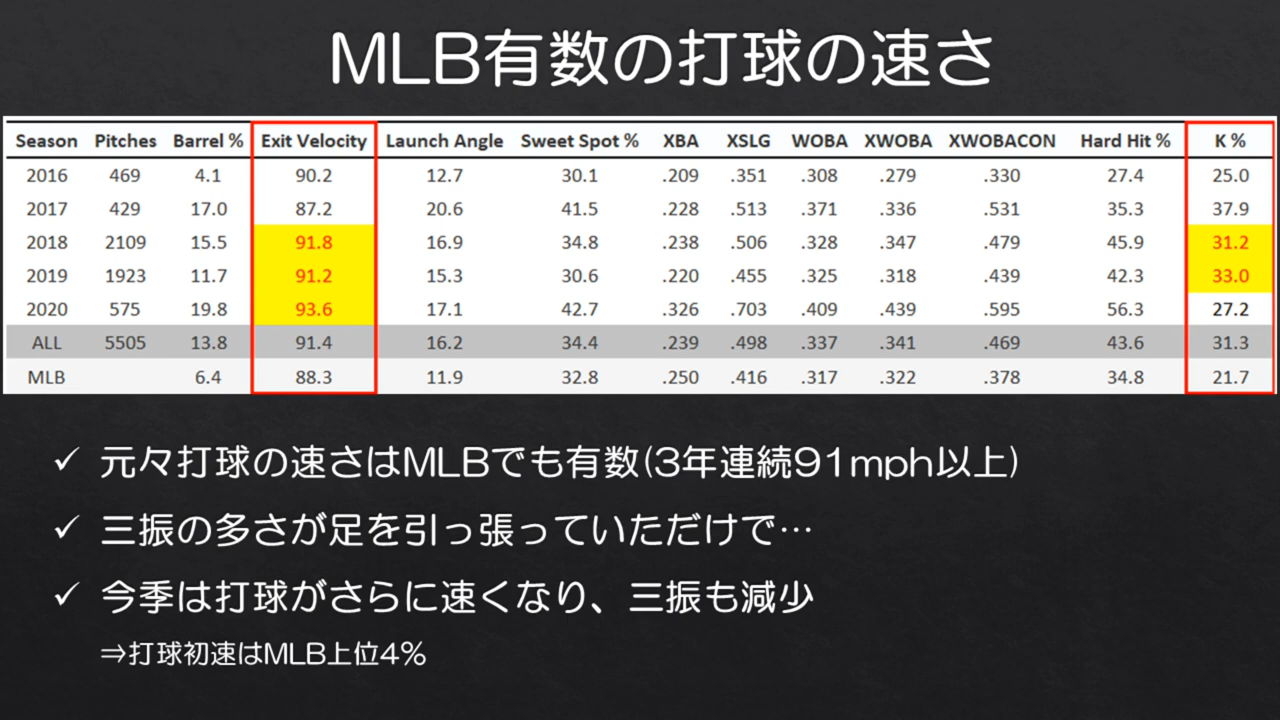 MLB有数の打球の速さ
Season Pitches Barrel % Exit Velocity Launch Angle Sweet Spot % XBA XSLG WOBA XWOBA XWOBACON Hard Hit % K %
2016 469 4.1 90.2 12.7 30.1 .209 .351 .308 .279 .330 27.4 25.0
2017 429 17.0 87.2 20.6 41.5 .228 .513 .371 .336 .531 35.3 37.9
2018 2109 15.5 91.8 16.9 34.8 .238 .506 .328 .347 .479 45.9 31.2
2019 1923 11.7 91.2 15.3 30.6 .220 .455 .325 .318 .439 42.3 33.0
2020 575 19.8 93.6 17.1 42.7 .326 .703 .409 .439 .595 56.3 27.2
ALL 5505 13.8 91.4 16.2 34.4 .239 .498 .337 .341 .469 43.6 31.3
MLB 6.4 88.3 11.9 32.8 .250 .416 .317 .322 .378 34.8 21.7
✓ 元々打球の速さはMLBでも有数(3年連続91mph以上)
✓ 三振の多さが足を引っ張っていただけで…
✓ 今季は打球がさらに速くなり、三振も減少
⇒打球初速はMLB上位4%